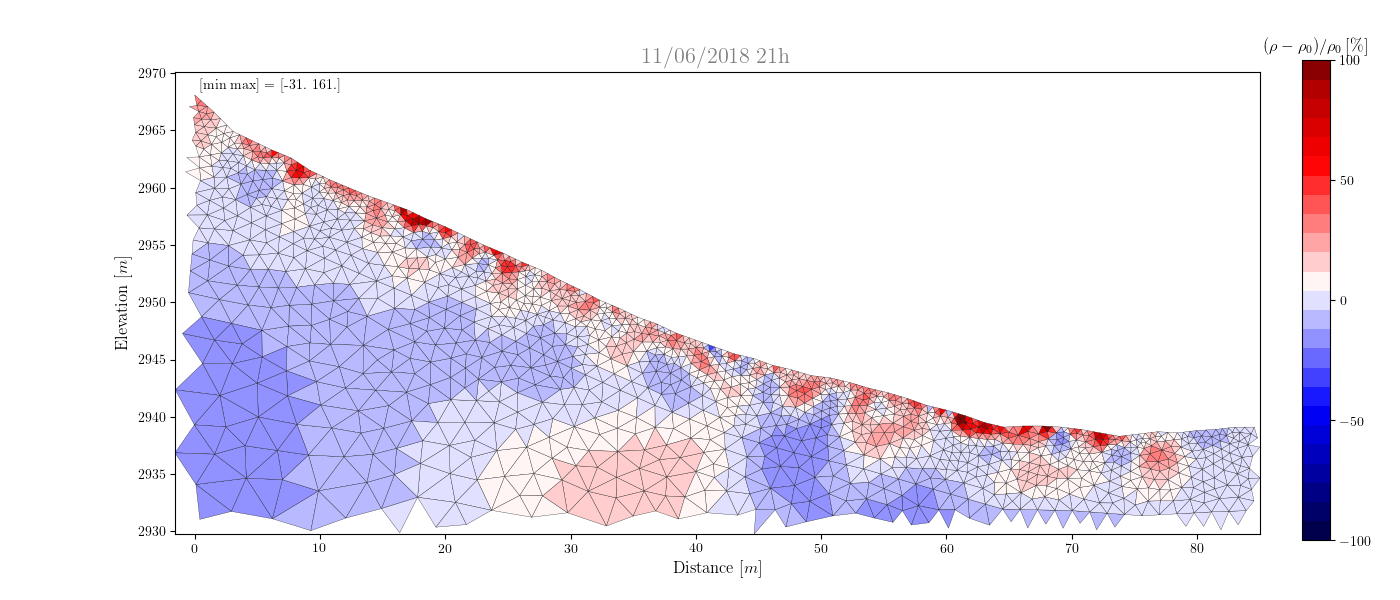 11/06/2018 21h
(ρ − ρ0)/ρ0 [%]
[min max] = [-31. 161.]
Elevation [m]
2970
2965
2960
2955
2950
2945
2940
2935
2930
0 10 20 30 40 50 60 70 80
Distance [m]
100
50
0
−50
−100